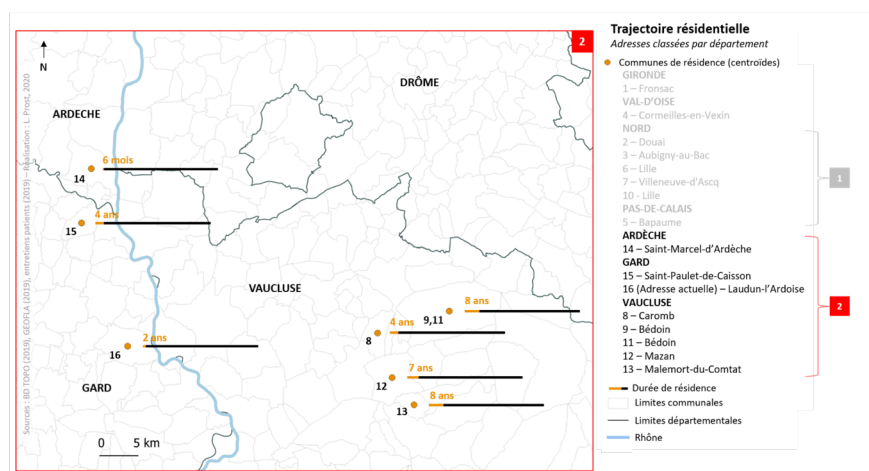 2
N
DRÔME
ARDECHE
6 mois
14
4 ans
15
VAUCLUSE
8 ans
9,11
4 ans
8
2 ans
16
7 ans
12
GARD
8 ans
13
0 5 km
Sources : BD TOPO (2019), GEOFLA (2019), entretiens patients (2019) – Réalisation : L. Prost, 2020
Trajectoire résidentielle
Adresses classées par département
Communes de résidence (centroïdes)
GIRONDE
1 – Fronsac
VAL-D'OISE
4 – Cormeilles-en-Vexin
NORD
2 – Douai
3 – Aubigny-au-Bac
6 – Lille
7 – Villeneuve-d'Ascq
10 - Lille
PAS-DE-CALAIS
5 – Bapaume
1
ARDÈCHE
14 – Saint-Marcel-d'Ardèche
GARD
15 – Saint-Paulet-de-Caisson
16 (Adresse actuelle) – Laudun-l'Ardoise
VAUCLUSE
8 – Caromb
9 – Bédoin
11 – Bédoin
12 – Mazan
13 – Malemort-du-Comtat
2
Durée de résidence
Limites communales
Limites départementales
Rhône